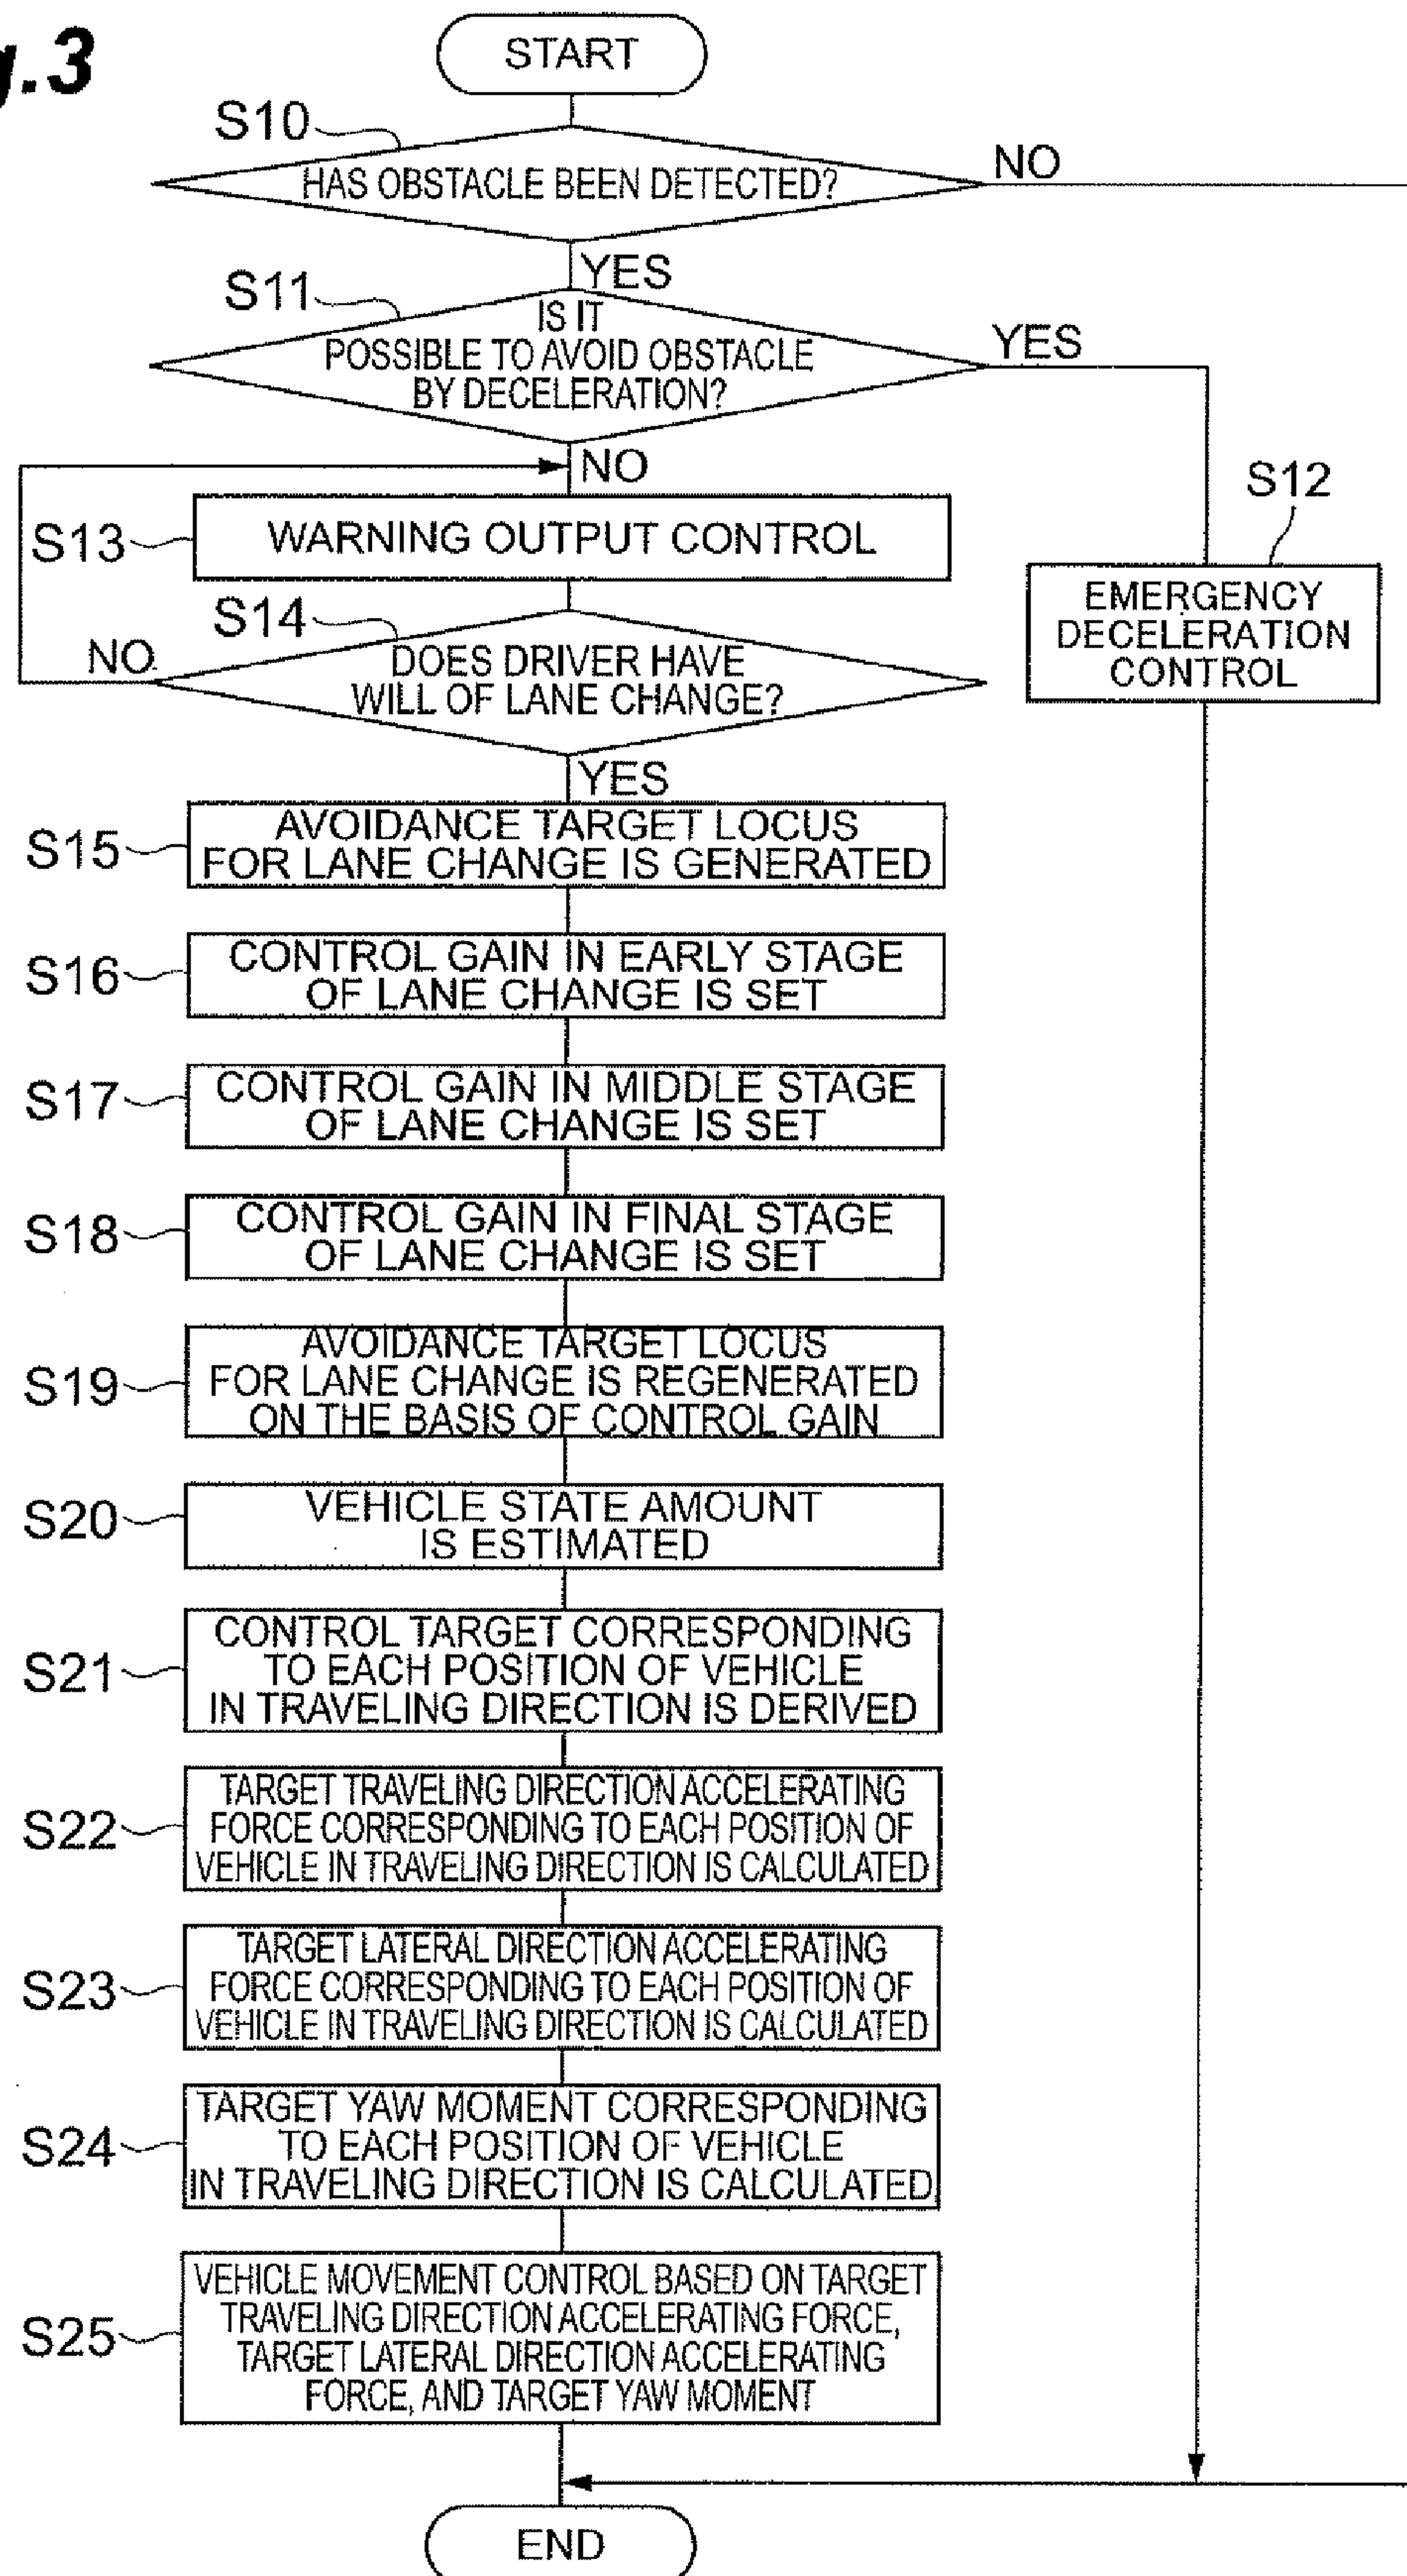 g.3
START
S10
HAS OBSTACLE BEEN DETECTED?
NO
YES
S11
IS IT
POSSIBLE TO AVOID OBSTACLE
BY DECELERATION?
YES
NO
S12
EMERGENCY
DECELERATION
CONTROL
S13
WARNING OUTPUT CONTROL
S14
DOES DRIVER HAVE
WILL OF LANE CHANGE?
NO
YES
S15
AVOIDANCE TARGET LOCUS
FOR LANE CHANGE IS GENERATED
S16
CONTROL GAIN IN EARLY STAGE
OF LANE CHANGE IS SET
S17
CONTROL GAIN IN MIDDLE STAGE
OF LANE CHANGE IS SET
S18
CONTROL GAIN IN FINAL STAGE
OF LANE CHANGE IS SET
S19
AVOIDANCE TARGET LOCUS
FOR LANE CHANGE IS REGENERATED
ON THE BASIS OF CONTROL GAIN
S20
VEHICLE STATE AMOUNT
IS ESTIMATED
S21
CONTROL TARGET CORRESPONDING
TO EACH POSITION OF VEHICLE
IN TRAVELING DIRECTION IS DERIVED
S22
TARGET TRAVELING DIRECTION ACCELERATING
FORCE CORRESPONDING TO EACH POSITION OF
VEHICLE IN TRAVELING DIRECTION IS CALCULATED
S23
TARGET LATERAL DIRECTION ACCELERATING
FORCE CORRESPONDING TO EACH POSITION OF
VEHICLE IN TRAVELING DIRECTION IS CALCULATED
S24
TARGET YAW MOMENT CORRESPONDING
TO EACH POSITION OF VEHICLE
IN TRAVELING DIRECTION IS CALCULATED
S25
VEHICLE MOVEMENT CONTROL BASED ON TARGET
TRAVELING DIRECTION ACCELERATING FORCE,
TARGET LATERAL DIRECTION ACCELERATING
FORCE, AND TARGET YAW MOMENT
END